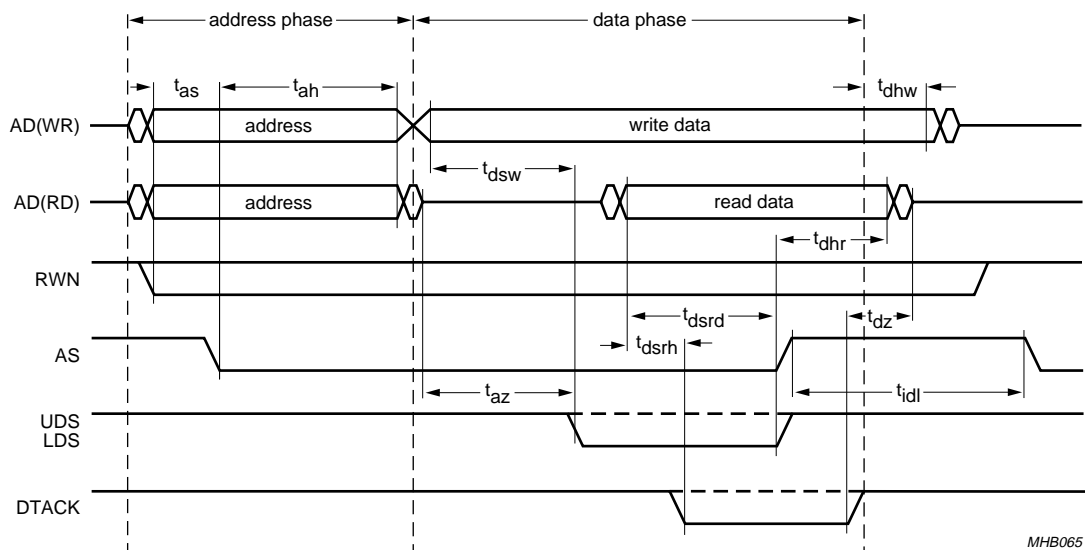 address phase data phase
t_as t_ah t_dhw
AD(WR) address write data
t_dsw
AD(RD) address read data
t_dhr
RWN
t_dsrd t_dz
t_dsrh
AS
t_az t_idl
UDS
LDS
DTACK
MHB065